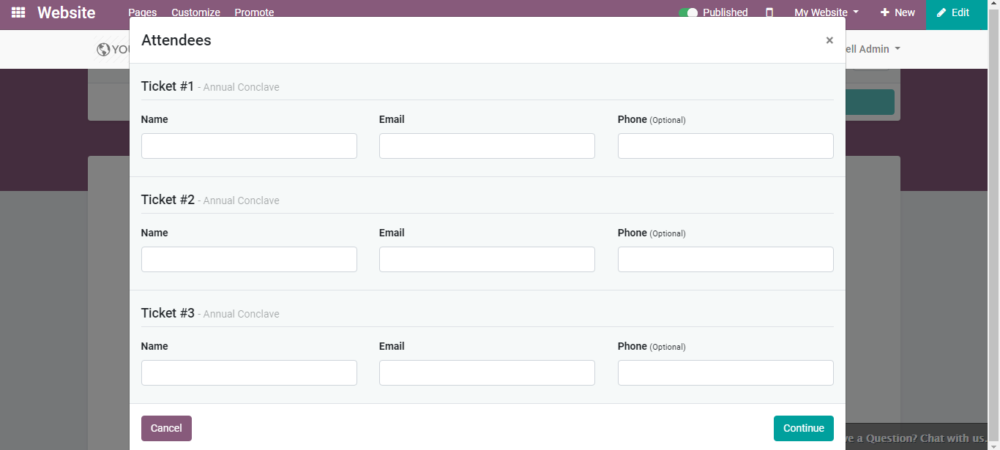 Website Pages Customize Promote Published My Website New Edit
Attendees ×
YOU
ell Admin
Ticket #1 - Annual Conclave
Name Email Phone (Optional)
Ticket #2 - Annual Conclave
Name Email Phone (Optional)
Ticket #3 - Annual Conclave
Name Email Phone (Optional)
Cancel Continue
ve a Question? Chat with us.